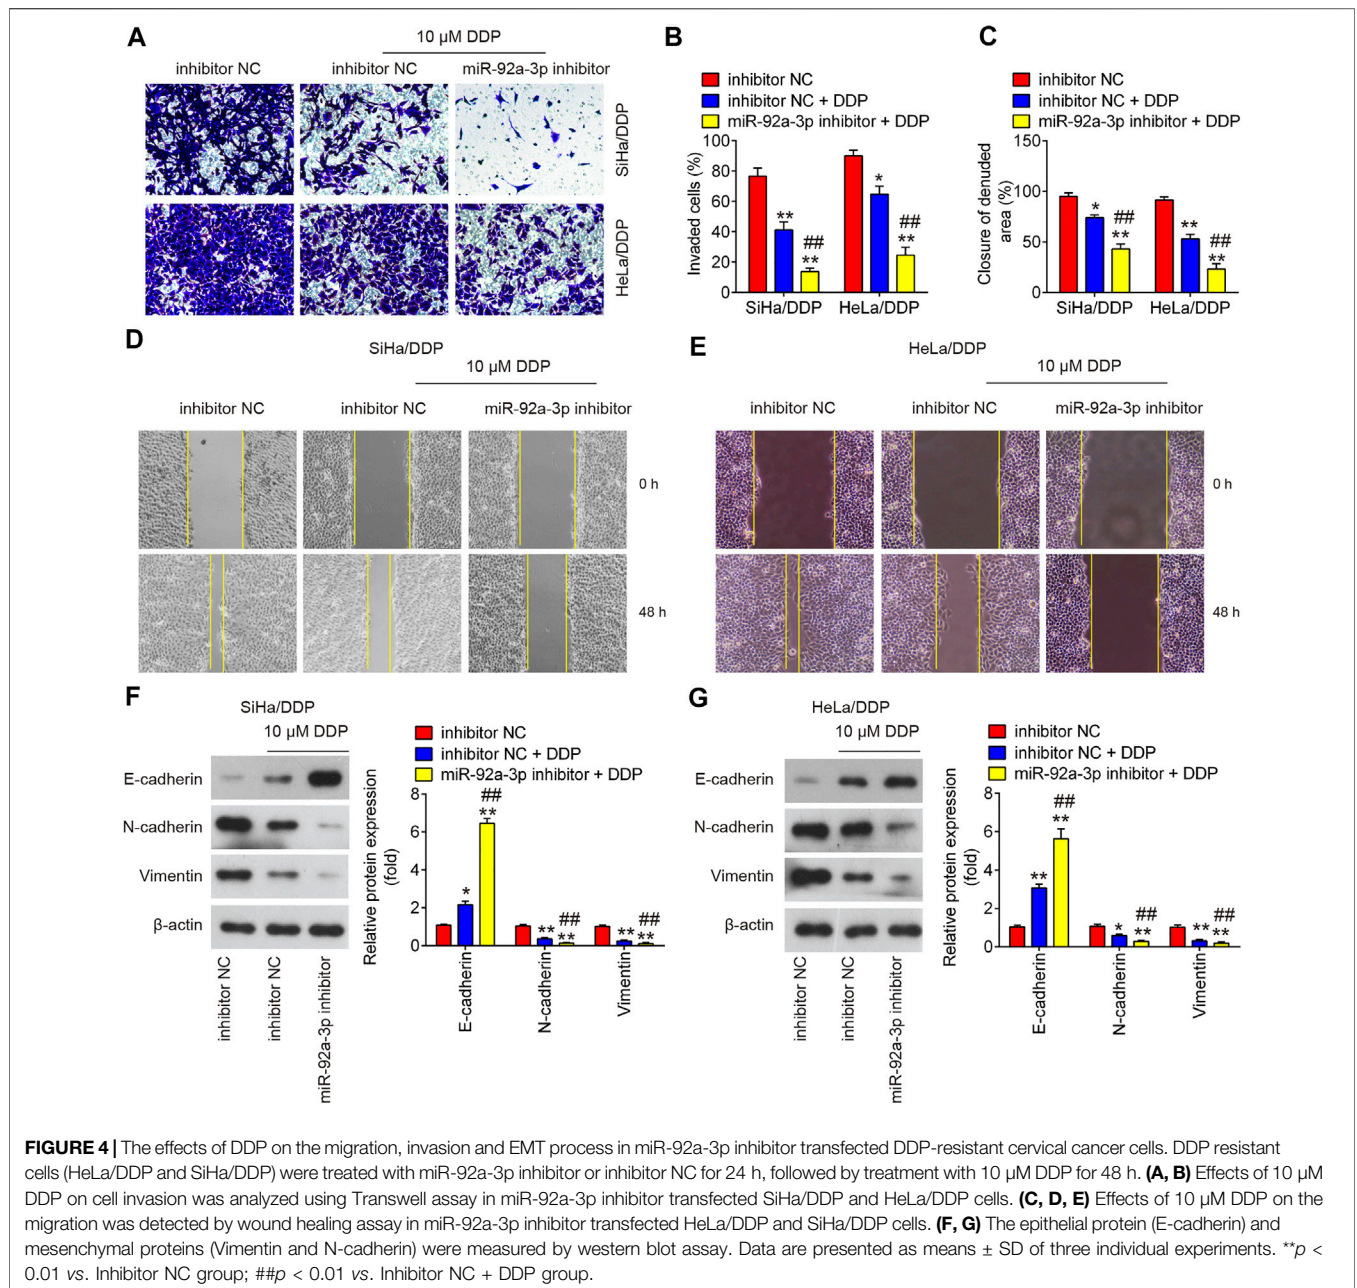 A
10 μM DDP
inhibitor NC
inhibitor NC
miR-92a-3p inhibitor
SiHa/DDP
HeLa/DDP
B
inhibitor NC
inhibitor NC + DDP
miR-92a-3p inhibitor + DDP
Invaded cells (%)
100
80
60
40
20
0
**
##
**
*
##
**
SiHa/DDP
HeLa/DDP
C
inhibitor NC
inhibitor NC + DDP
miR-92a-3p inhibitor + DDP
Closure of denuded
area (%)
150
100
50
0
*
##
**
**
##
**
SiHa/DDP
HeLa/DDP
D
SiHa/DDP
10 μM DDP
inhibitor NC
inhibitor NC
miR-92a-3p inhibitor
0 h
48 h
E
HeLa/DDP
10 μM DDP
inhibitor NC
inhibitor NC
miR-92a-3p inhibitor
0 h
48 h
F
SiHa/DDP
10 μM DDP
E-cadherin
N-cadherin
Vimentin
β-actin
inhibitor NC
inhibitor NC
miR-92a-3p inhibitor
inhibitor NC
inhibitor NC + DDP
miR-92a-3p inhibitor + DDP
Relative protein expression
(fold)
8
6
4
2
0
*
##
**
**
##
**
**
##
**
E-cadherin
N-cadherin
Vimentin
G
HeLa/DDP
10 μM DDP
E-cadherin
N-cadherin
Vimentin
β-actin
inhibitor NC
inhibitor NC
miR-92a-3p inhibitor
inhibitor NC
inhibitor NC + DDP
miR-92a-3p inhibitor + DDP
Relative protein expression
(fold)
8
6
4
2
0
**
##
**
*
##
**
**
##
**
E-cadherin
N-cadherin
Vimentin
FIGURE 4 | The effects of DDP on the migration, invasion and EMT process in miR-92a-3p inhibitor transfected DDP-resistant cervical cancer cells. DDP resistant
cells (HeLa/DDP and SiHa/DDP) were treated with miR-92a-3p inhibitor or inhibitor NC for 24 h, followed by treatment with 10 μM DDP for 48 h. (A, B) Effects of 10 μM
DDP on cell invasion was analyzed using Transwell assay in miR-92a-3p inhibitor transfected SiHa/DDP and HeLa/DDP cells. (C, D, E) Effects of 10 μM DDP on the
migration was detected by wound healing assay in miR-92a-3p inhibitor transfected HeLa/DDP and SiHa/DDP cells. (F, G) The epithelial protein (E-cadherin) and
mesenchymal proteins (Vimentin and N-cadherin) were measured by western blot assay. Data are presented as means ± SD of three individual experiments. **p <
0.01 vs. Inhibitor NC group; ##p < 0.01 vs. Inhibitor NC + DDP group.